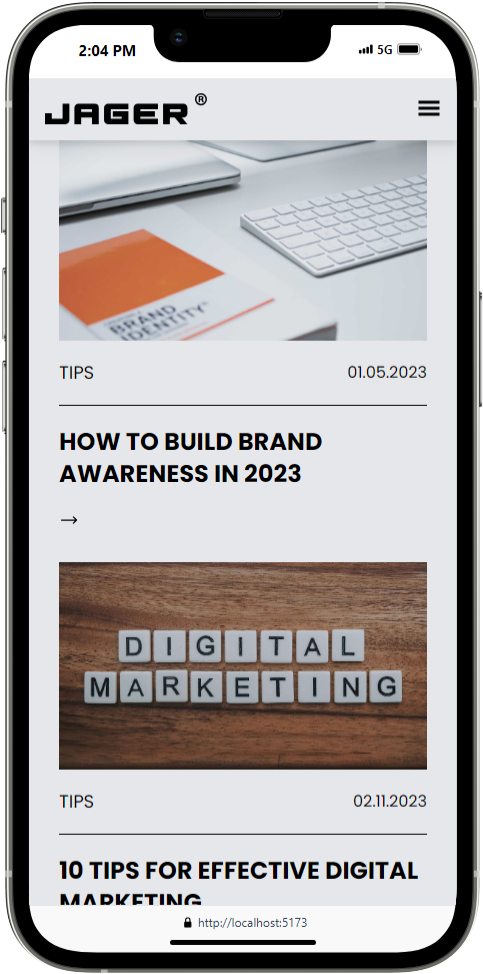 2:04 PM
5G
JAGER®
BRAND
IDENTITY
TIPS
01.05.2023
HOW TO BUILD BRAND
AWARENESS IN 2023
→
DIGITAL
MARKETING
TIPS
02.11.2023
10 TIPS FOR EFFECTIVE DIGITAL
MARKETING
http://localhost:5173